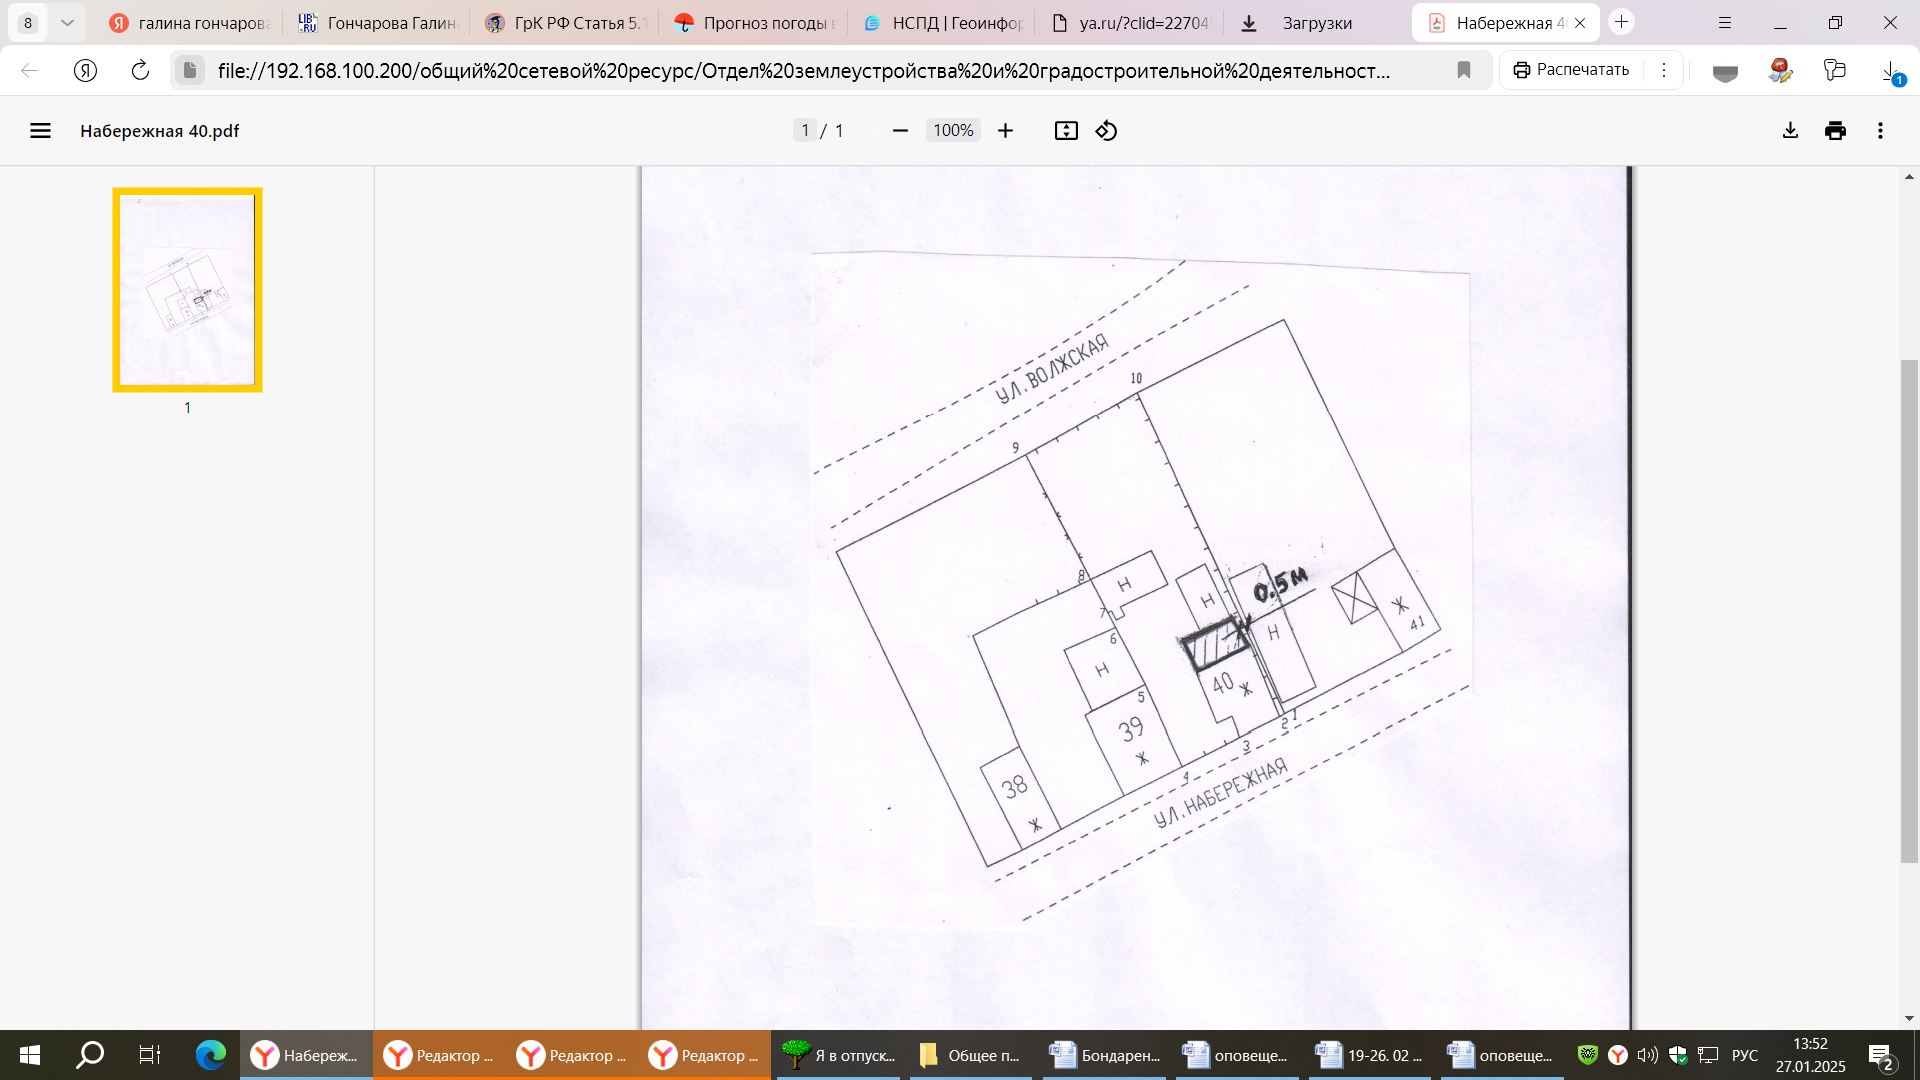 8
галина гончарова
Гончарова Галин
ГрК РФ Статья 5.1
Прогноз погоды в
НСПД | Геоинфор
ya.ru/?clid=22704
Загрузки
Набережная 40
file://192.168.100.200/общий%20сетевой%20ресурс/Отдел%20землеустройства%20и%20градостроительной%20деятельност...
Распечатать
1
Набережная 40.pdf
1 / 1
100%
1
УЛ.ВОЛЖСКАЯ
10
9
8
Н
0.5м
7
Н
Ж
6
Н
41
Н
5
40
Ж
39
Ж
1
2
3
4
38
Ж
УЛ.НАБЕРЕЖНАЯ
Набереж...
Редактор ...
Редактор ...
Редактор ...
Я в отпуск...
Общее п...
Бондарен...
оповеще...
19-26. 02 ...
оповеще...
РУС
13:52
27.01.2025
2